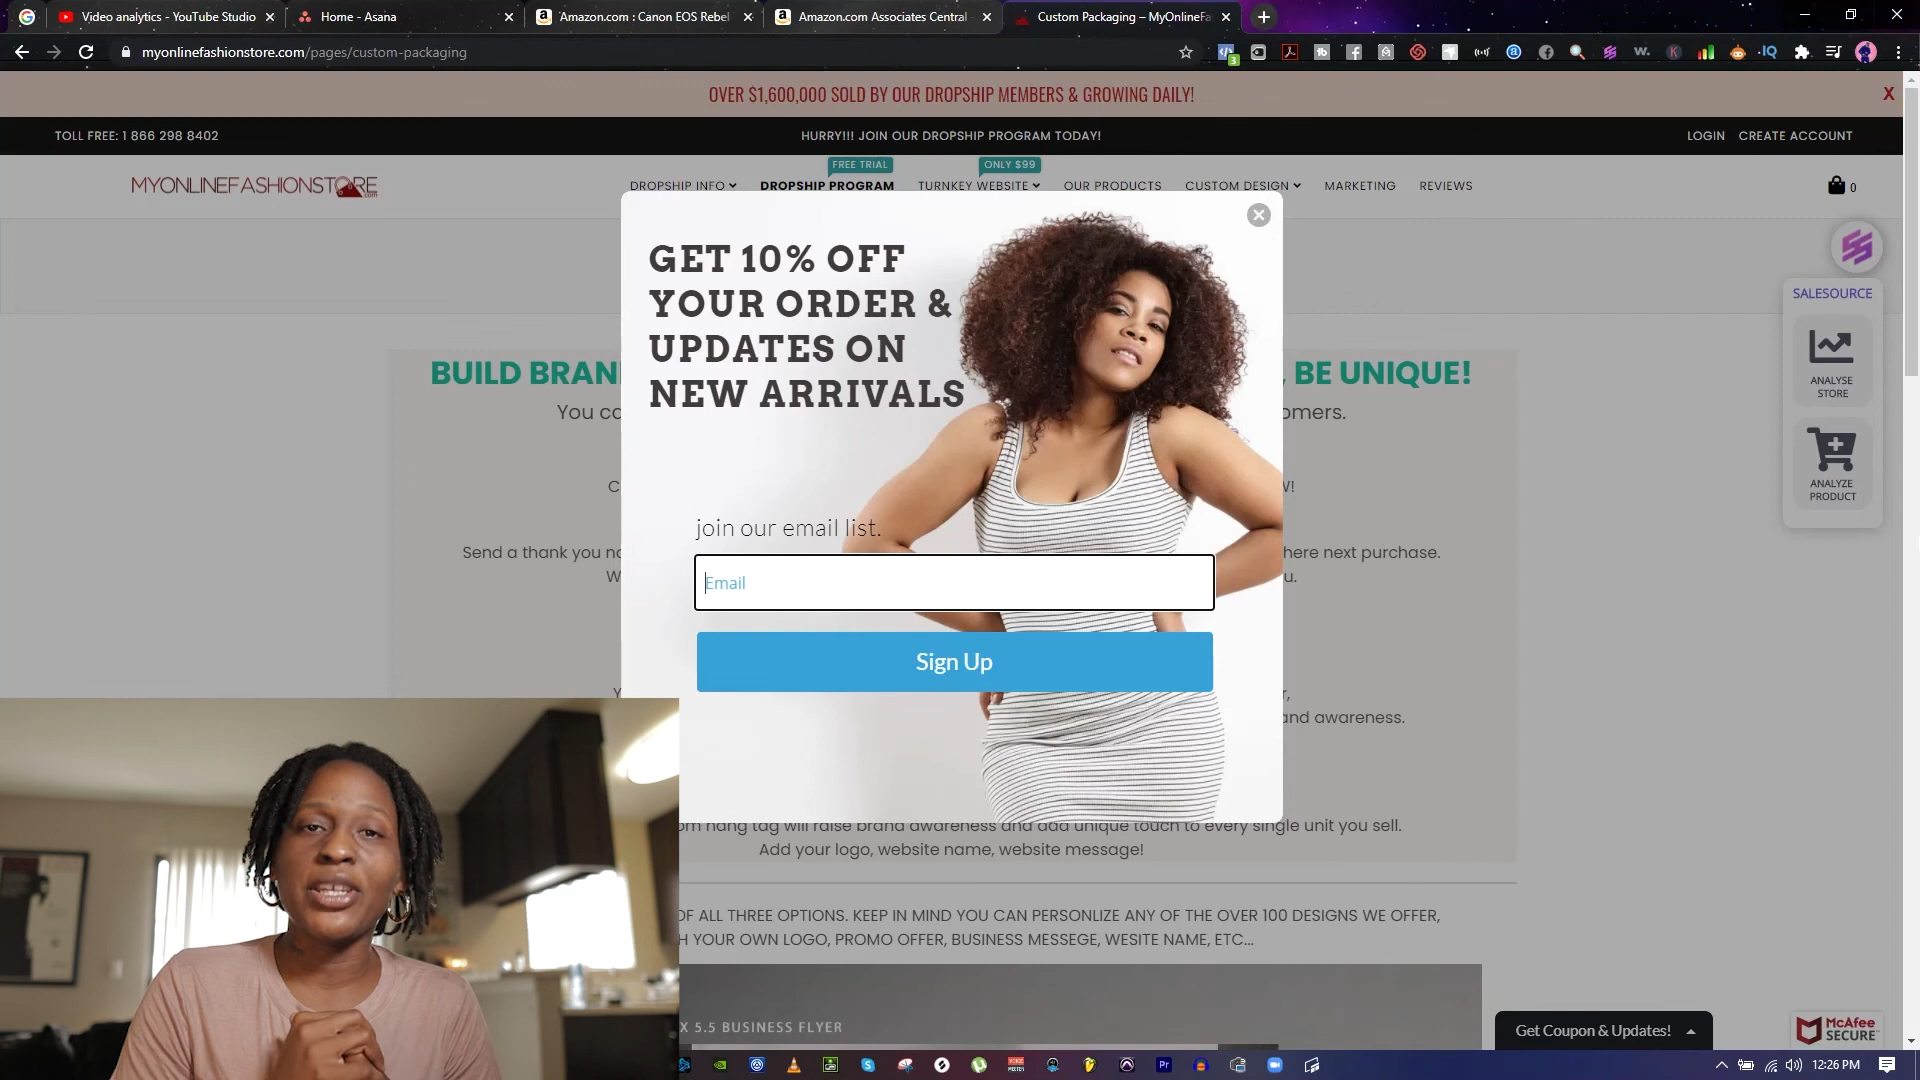 Video analytics - YouTube Studio
Home - Asana
Amazon.com : Canon EOS Rebel
Amazon.com Associates Central -
Custom Packaging – MyOnlineFa
myonlinefashionstore.com/pages/custom-packaging
OVER $1,600,000 SOLD BY OUR DROPSHIP MEMBERS & GROWING DAILY!
X
TOLL FREE: 1 866 298 8402
HURRY!!! JOIN OUR DROPSHIP PROGRAM TODAY!
LOGIN CREATE ACCOUNT
FREE TRIAL
ONLY $99
MYONLINEFASHIONSTORE.com
DROPSHIP INFO
DROPSHIP PROGRAM
TURNKEY WEBSITE
OUR PRODUCTS
CUSTOM DESIGN
MARKETING
REVIEWS
0
GET 10% OFF
YOUR ORDER &
UPDATES ON
NEW ARRIVALS
join our email list.
Email
Sign Up
SALESOURCE
ANALYSE
STORE
ANALYZE
PRODUCT
BUILD BRAN
, BE UNIQUE!
You co
omers.
C
W!
Send a thank you no
here next purchase.
W
u.
Y
r,
and awareness.
om hang tag will raise brand awareness and add unique touch to every single unit you sell.
Add your logo, website name, website message!
OF ALL THREE OPTIONS. KEEP IN MIND YOU CAN PERSONLIZE ANY OF THE OVER 100 DESIGNS WE OFFER,
H YOUR OWN LOGO, PROMO OFFER, BUSINESS MESSEGE, WESITE NAME, ETC...
X 5.5 BUSINESS FLYER
Get Coupon & Updates!
McAfee
SECURE
12:26 PM